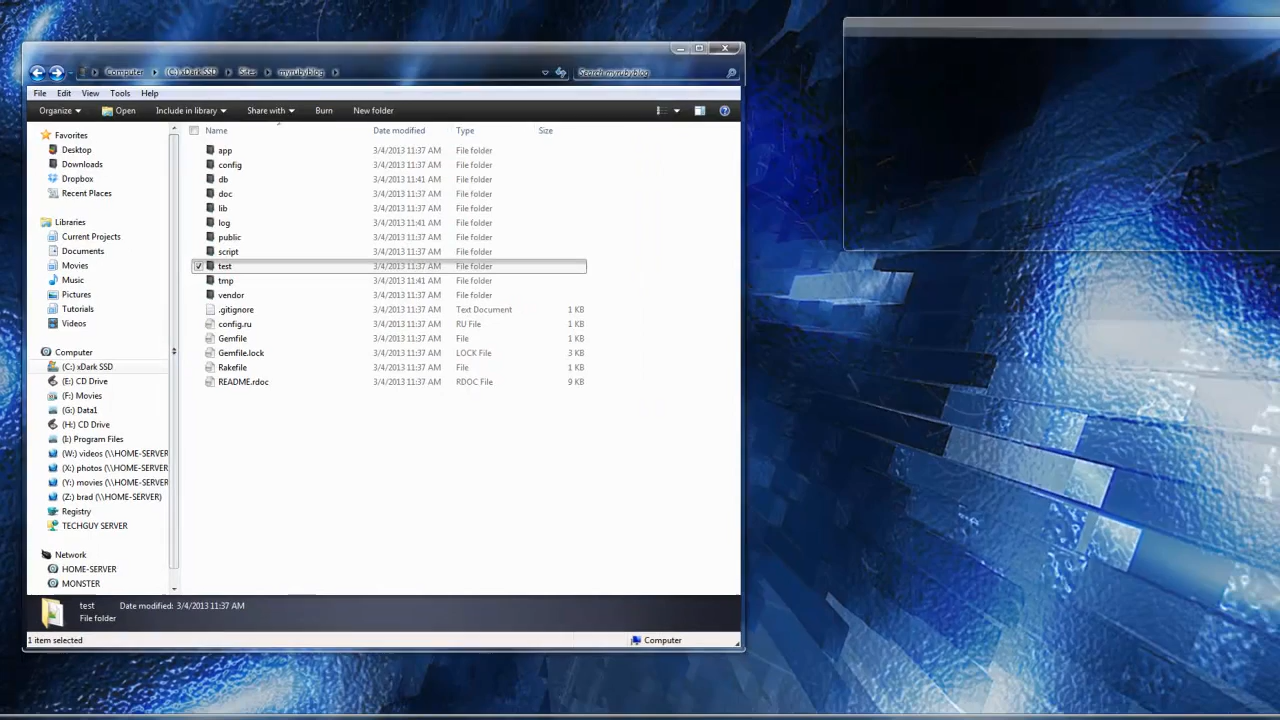 Computer (C:) xDark SSD Sites myrubyblog Search myrubyblog
File Edit View Tools Help
Organize Open Include in library Share with Burn New folder
Name Date modified Type Size
Favorites
Desktop
Downloads
Dropbox
Recent Places
Libraries
Current Projects
Documents
Movies
Music
Pictures
Tutorials
Videos
Computer
(C:) xDark SSD
(E:) CD Drive
(F:) Movies
(G:) Data1
(H:) CD Drive
(I:) Program Files
(W:) videos (\\HOME-SERVER
(X:) photos (\\HOME-SERVER
(Y:) movies (\\HOME-SERVER
(Z:) brad (\\HOME-SERVER)
Registry
TECHGUY SERVER
Network
HOME-SERVER
MONSTER
app 3/4/2013 11:37 AM File folder
config 3/4/2013 11:37 AM File folder
db 3/4/2013 11:41 AM File folder
doc 3/4/2013 11:37 AM File folder
lib 3/4/2013 11:37 AM File folder
log 3/4/2013 11:41 AM File folder
public 3/4/2013 11:37 AM File folder
script 3/4/2013 11:37 AM File folder
test 3/4/2013 11:37 AM File folder
tmp 3/4/2013 11:41 AM File folder
vendor 3/4/2013 11:37 AM File folder
.gitignore 3/4/2013 11:37 AM Text Document 1 KB
config.ru 3/4/2013 11:37 AM RU File 1 KB
Gemfile 3/4/2013 11:37 AM File 1 KB
Gemfile.lock 3/4/2013 11:37 AM LOCK File 3 KB
Rakefile 3/4/2013 11:37 AM File 1 KB
README.rdoc 3/4/2013 11:37 AM RDOC File 9 KB
test Date modified: 3/4/2013 11:37 AM
File folder
1 item selected Computer